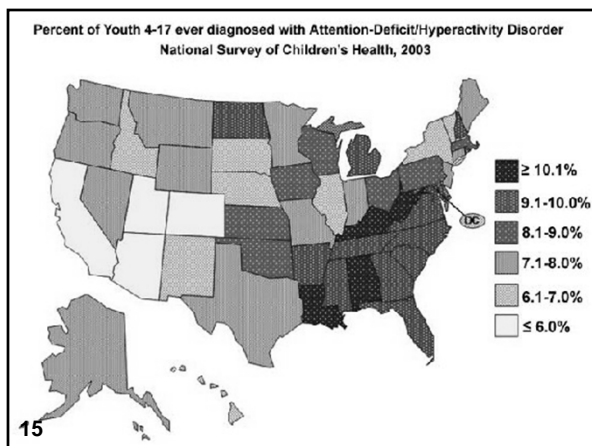 Percent of Youth 4-17 ever diagnosed with Attention-Deficit/Hyperactivity Disorder
National Survey of Children's Health, 2003
≥ 10.1%
9.1-10.0%
DC
8.1-9.0%
7.1-8.0%
6.1-7.0%
≤ 6.0%
15